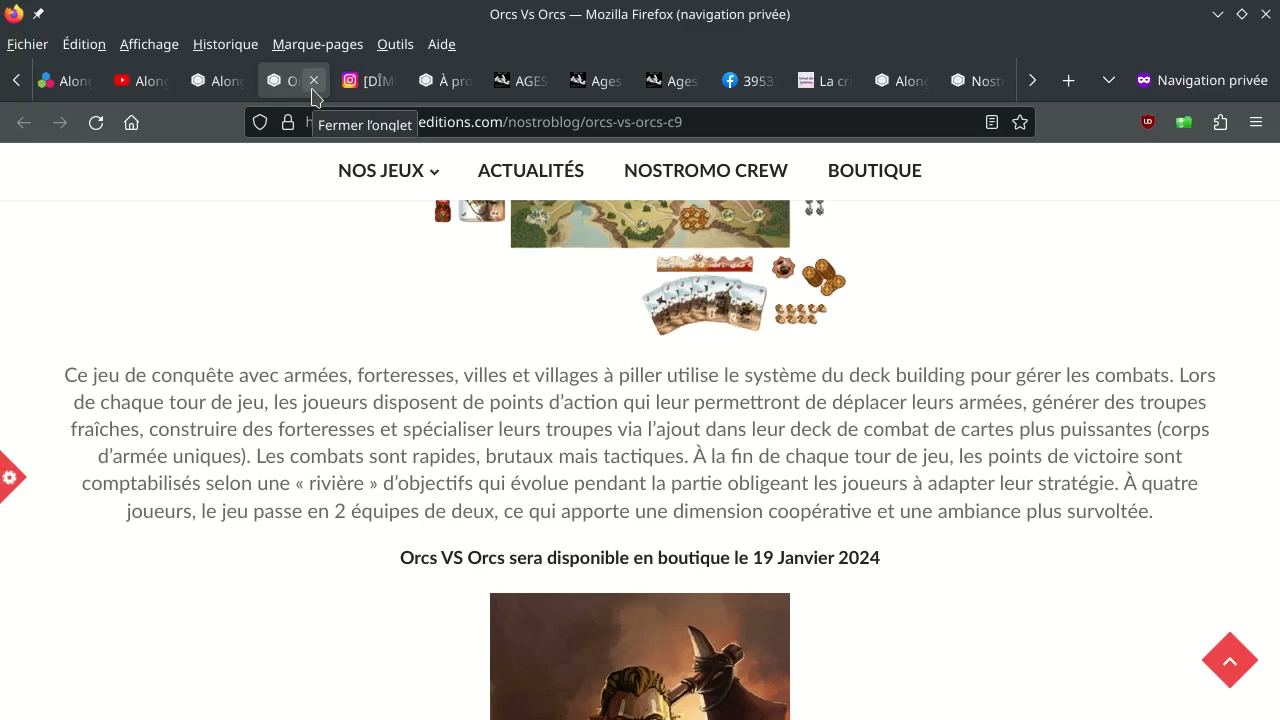 Orcs Vs Orcs — Mozilla Firefox (navigation privée)
Fichier Édition Affichage Historique Marque-pages Outils Aide
Along Along Along [DÎM À pro AGES Ages Ages 3953 La cr Along Nostr Navigation privée
Fermer l'onglet
editions.com/nostroblog/orcs-vs-orcs-c9
NOS JEUX ACTUALITÉS NOSTROMO CREW BOUTIQUE
Ce jeu de conquête avec armées, forteresses, villes et villages à piller utilise le système du deck building pour gérer les combats. Lors
de chaque tour de jeu, les joueurs disposent de points d’action qui leur permettront de déplacer leurs armées, générer des troupes
fraîches, construire des forteresses et spécialiser leurs troupes via l’ajout dans leur deck de combat de cartes plus puissantes (corps
d’armée uniques). Les combats sont rapides, brutaux mais tactiques. À la fin de chaque tour de jeu, les points de victoire sont
comptabilisés selon une « rivière » d’objectifs qui évolue pendant la partie obligeant les joueurs à adapter leur stratégie. À quatre
joueurs, le jeu passe en 2 équipes de deux, ce qui apporte une dimension coopérative et une ambiance plus survoltée.
Orcs VS Orcs sera disponible en boutique le 19 Janvier 2024